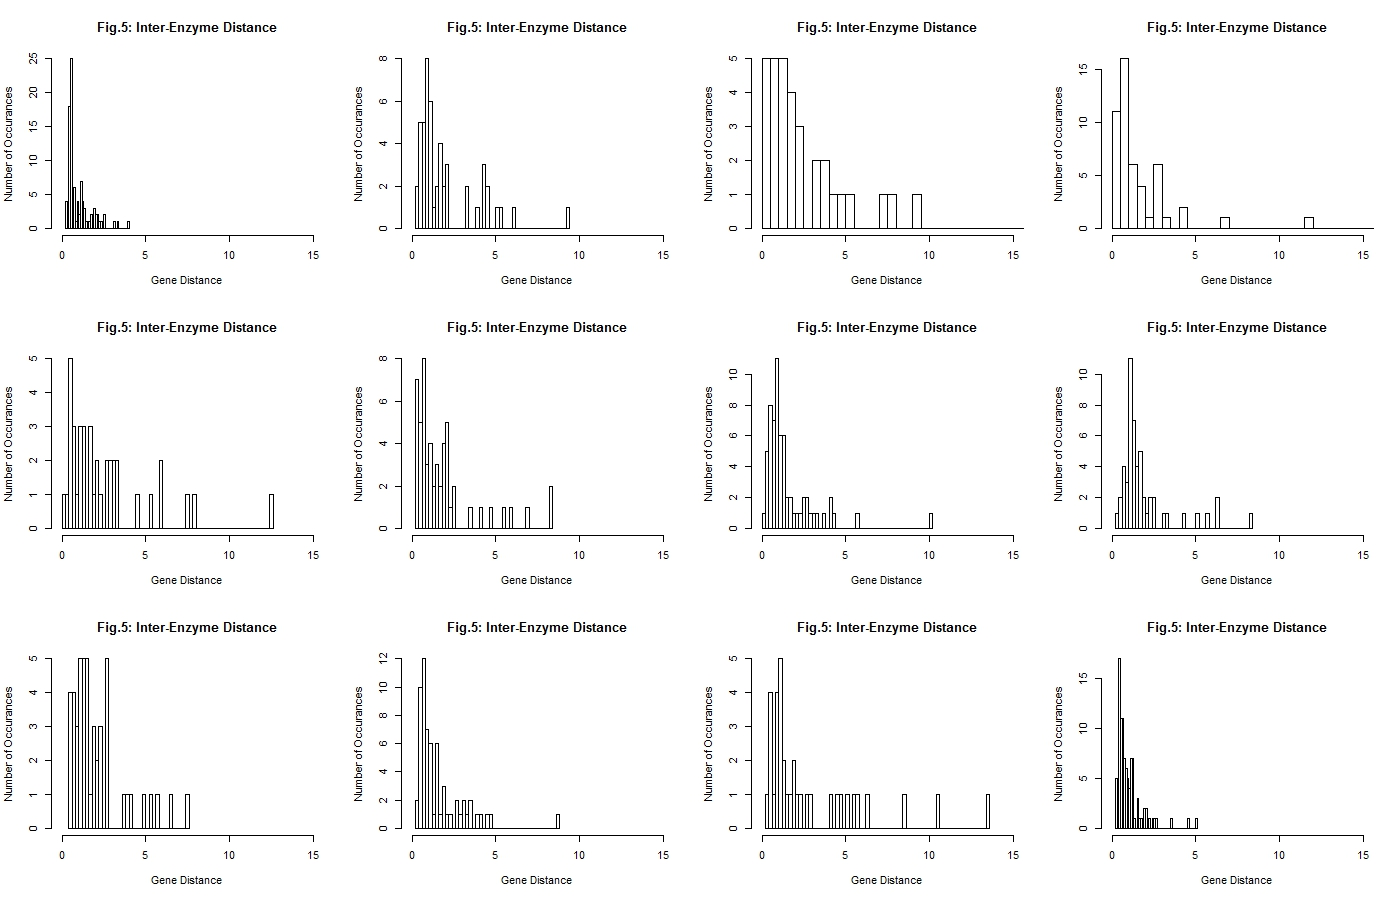 Fig.5: Inter-Enzyme Distance Fig.5: Inter-Enzyme Distance Fig.5: Inter-Enzyme Distance Fig.5: Inter-Enzyme Distance
Number of Occurances Number of Occurances Number of Occurances Number of Occurances
25 8 5
20 6 4 15
15 4 3 10
10 2 2 5
5 0 1 0
0 0
0 5 10 15 0 5 10 15 0 5 10 15 0 5 10 15
Gene Distance Gene Distance Gene Distance Gene Distance
Fig.5: Inter-Enzyme Distance Fig.5: Inter-Enzyme Distance Fig.5: Inter-Enzyme Distance Fig.5: Inter-Enzyme Distance
Number of Occurances Number of Occurances Number of Occurances Number of Occurances
5 8 10 10
4 6 8 8
3 4 6 6
2 2 4 4
1 0 2 2
0 0 0
0 5 10 15 0 5 10 15 0 5 10 15 0 5 10 15
Gene Distance Gene Distance Gene Distance Gene Distance
Fig.5: Inter-Enzyme Distance Fig.5: Inter-Enzyme Distance Fig.5: Inter-Enzyme Distance Fig.5: Inter-Enzyme Distance
Number of Occurances Number of Occurances Number of Occurances Number of Occurances
5 12 5 15
4 10 4 10
3 8 3 5
2 6 2 0
1 4 1
0 2 0
0
0 5 10 15 0 5 10 15 0 5 10 15 0 5 10 15
Gene Distance Gene Distance Gene Distance Gene Distance